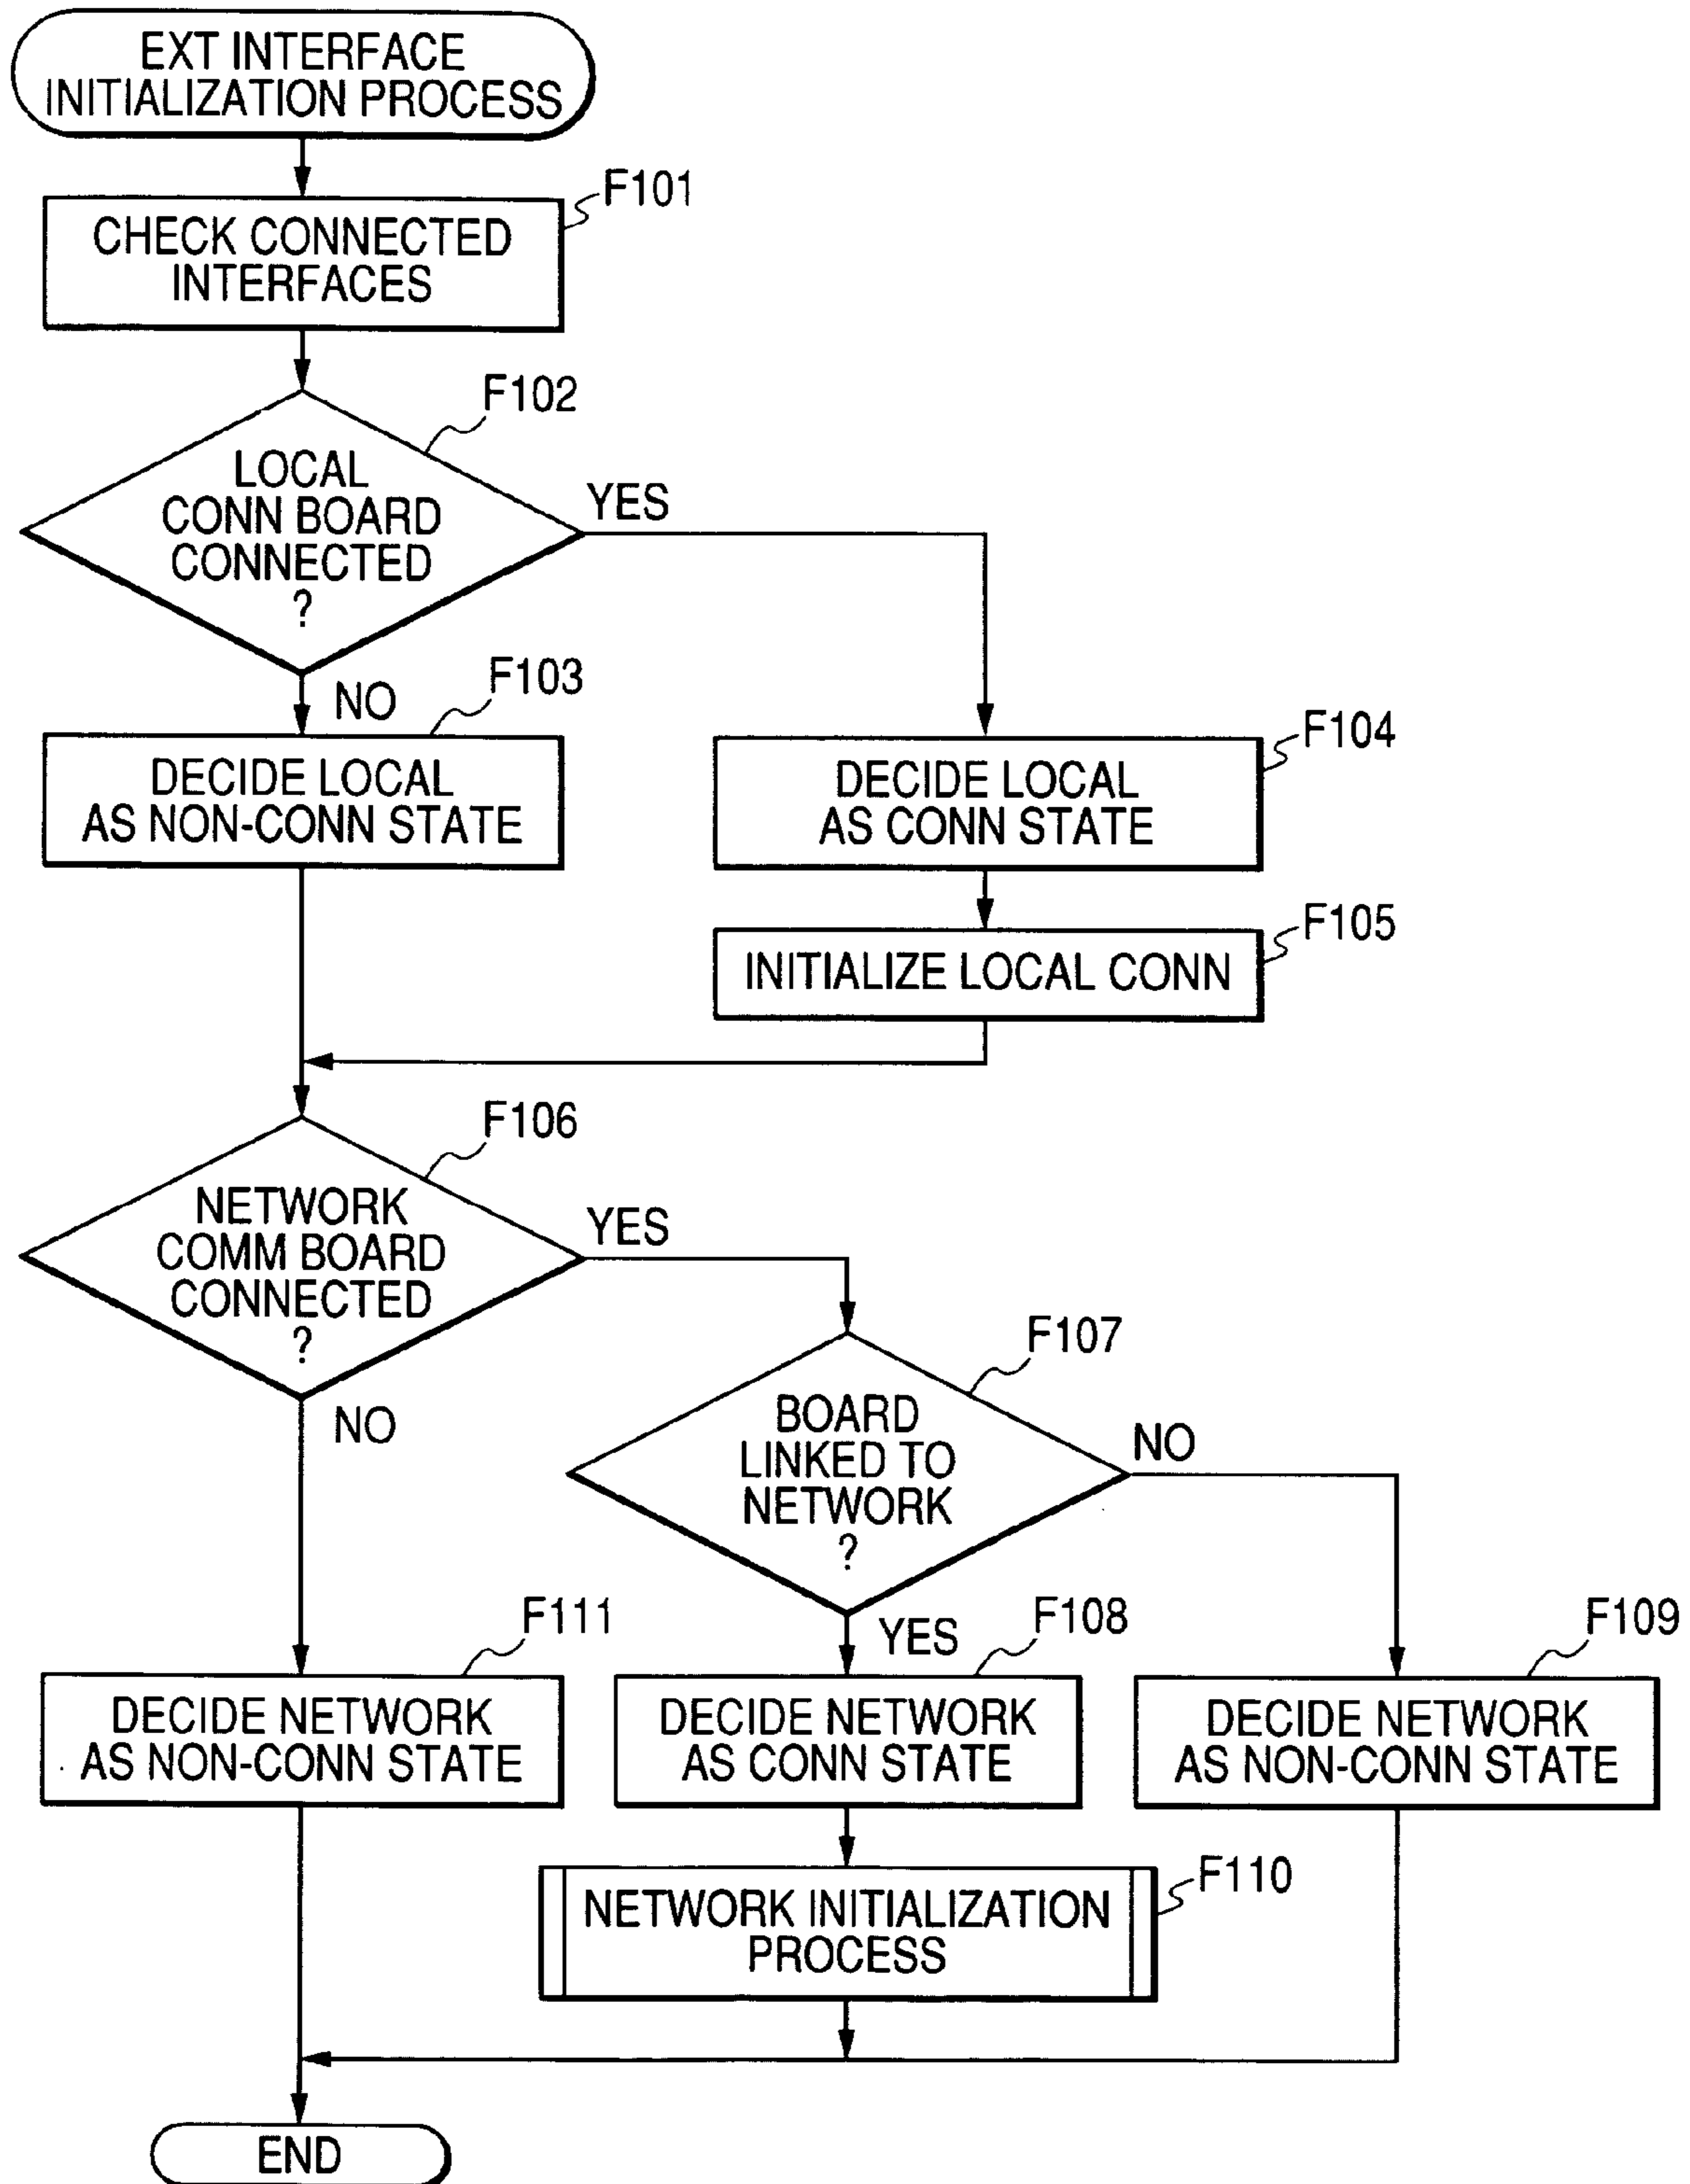 EXT INTERFACE
INITIALIZATION PROCESS
F101
CHECK CONNECTED
INTERFACES
F102
LOCAL
CONN BOARD
CONNECTED
?
YES
NO
F103
DECIDE LOCAL
AS NON-CONN STATE
F104
DECIDE LOCAL
AS CONN STATE
F105
INITIALIZE LOCAL CONN
F106
NETWORK
COMM BOARD
CONNECTED
?
YES
NO
F107
BOARD
LINKED TO
NETWORK
?
NO
YES
F111
DECIDE NETWORK
AS NON-CONN STATE
F108
DECIDE NETWORK
AS CONN STATE
F109
DECIDE NETWORK
AS NON-CONN STATE
F110
NETWORK INITIALIZATION
PROCESS
END